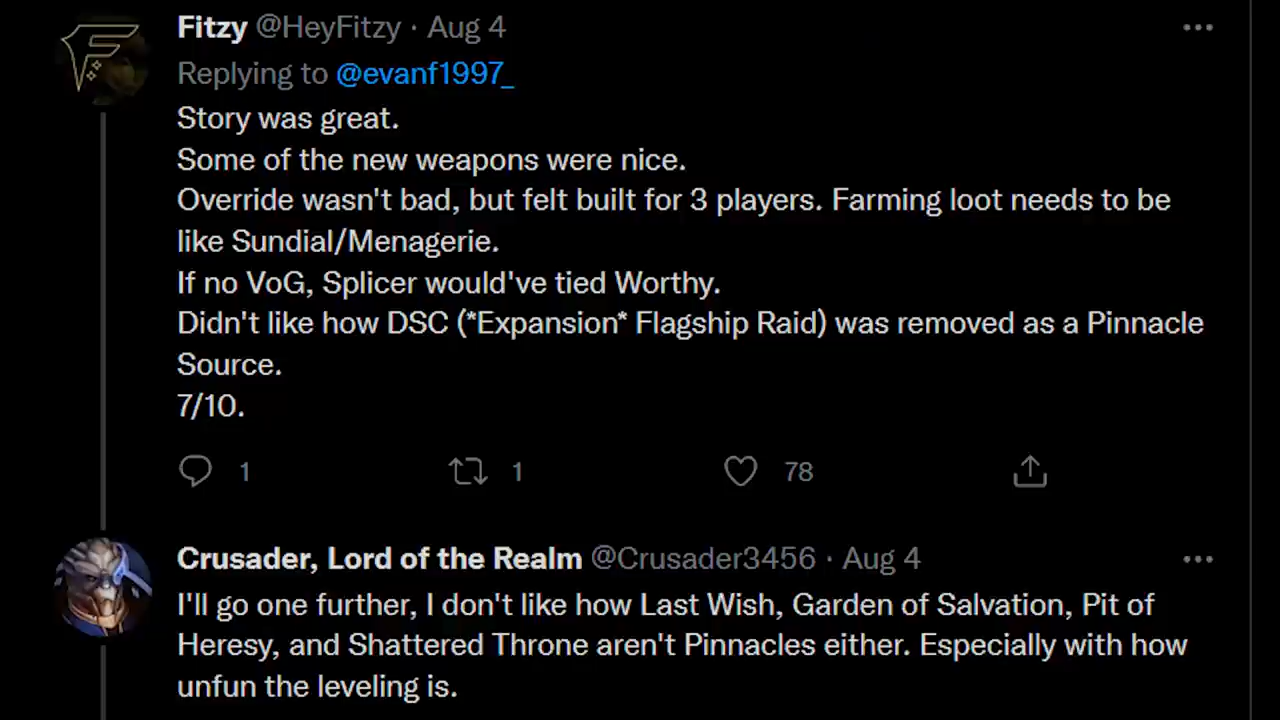 Fitzy @HeyFitzy · Aug 4
Replying to @evanf1997_
Story was great.
Some of the new weapons were nice.
Override wasn't bad, but felt built for 3 players. Farming loot needs to be
like Sundial/Menagerie.
If no VoG, Splicer would've tied Worthy.
Didn't like how DSC (*Expansion* Flagship Raid) was removed as a Pinnacle
Source.
7/10.
1 1 78
Crusader, Lord of the Realm @Crusader3456 · Aug 4
I'll go one further, I don't like how Last Wish, Garden of Salvation, Pit of
Heresy, and Shattered Throne aren't Pinnacles either. Especially with how
unfun the leveling is.